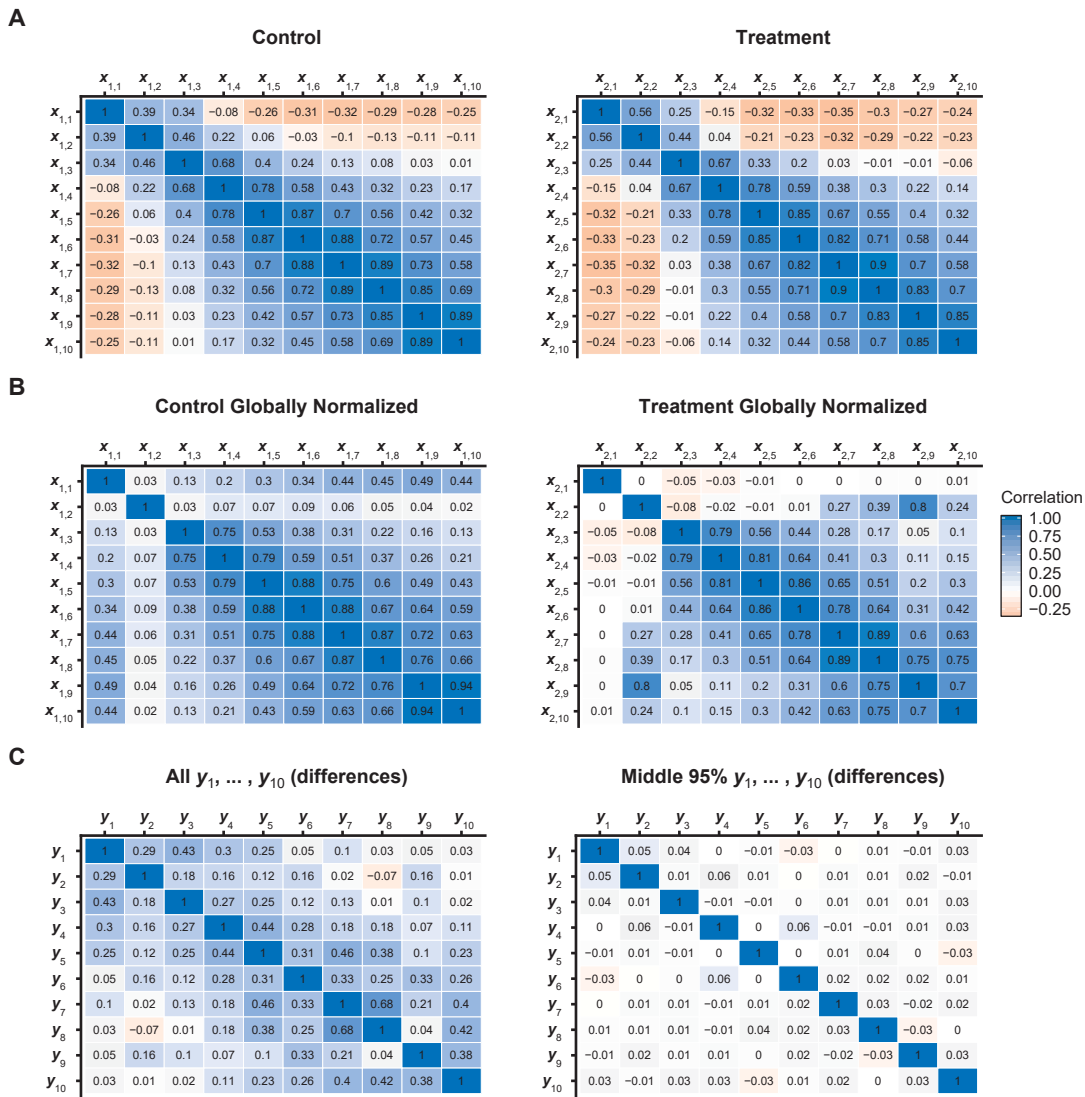 A
Control
Treatment
x1,1 x1,2 x1,3 x1,4 x1,5 x1,6 x1,7 x1,8 x1,9 x1,10
x1,1 1 0.39 0.34 −0.08 −0.26 −0.31 −0.32 −0.29 −0.28 −0.25
x1,2 0.39 1 0.46 0.22 0.06 −0.03 −0.1 −0.13 −0.11 −0.11
x1,3 0.34 0.46 1 0.68 0.4 0.24 0.13 0.08 0.03 0.01
x1,4 −0.08 0.22 0.68 1 0.78 0.58 0.43 0.32 0.23 0.17
x1,5 −0.26 0.06 0.4 0.78 1 0.87 0.7 0.56 0.42 0.32
x1,6 −0.31 −0.03 0.24 0.58 0.87 1 0.88 0.72 0.57 0.45
x1,7 −0.32 −0.1 0.13 0.43 0.7 0.88 1 0.89 0.73 0.58
x1,8 −0.29 −0.13 0.08 0.32 0.56 0.72 0.89 1 0.85 0.69
x1,9 −0.28 −0.11 0.03 0.23 0.42 0.57 0.73 0.85 1 0.89
x1,10 −0.25 −0.11 0.01 0.17 0.32 0.45 0.58 0.69 0.89 1
x2,1 x2,2 x2,3 x2,4 x2,5 x2,6 x2,7 x2,8 x2,9 x2,10
x2,1 1 0.56 0.25 −0.15 −0.32 −0.33 −0.35 −0.3 −0.27 −0.24
x2,2 0.56 1 0.44 0.04 −0.21 −0.23 −0.32 −0.29 −0.22 −0.23
x2,3 0.25 0.44 1 0.67 0.33 0.2 0.03 −0.01 −0.01 −0.06
x2,4 −0.15 0.04 0.67 1 0.78 0.59 0.38 0.3 0.22 0.14
x2,5 −0.32 −0.21 0.33 0.78 1 0.85 0.67 0.55 0.4 0.32
x2,6 −0.33 −0.23 0.2 0.59 0.85 1 0.82 0.71 0.58 0.44
x2,7 −0.35 −0.32 0.03 0.38 0.67 0.82 1 0.9 0.7 0.58
x2,8 −0.3 −0.29 −0.01 0.3 0.55 0.71 0.9 1 0.83 0.7
x2,9 −0.27 −0.22 −0.01 0.22 0.4 0.58 0.7 0.83 1 0.85
x2,10 −0.24 −0.23 −0.06 0.14 0.32 0.44 0.58 0.7 0.85 1
B
Control Globally Normalized
Treatment Globally Normalized
x1,1 x1,2 x1,3 x1,4 x1,5 x1,6 x1,7 x1,8 x1,9 x1,10
x1,1 1 0.03 0.13 0.2 0.3 0.34 0.44 0.45 0.49 0.44
x1,2 0.03 1 0.03 0.07 0.07 0.09 0.06 0.05 0.04 0.02
x1,3 0.13 0.03 1 0.75 0.53 0.38 0.31 0.22 0.16 0.13
x1,4 0.2 0.07 0.75 1 0.79 0.59 0.51 0.37 0.26 0.21
x1,5 0.3 0.07 0.53 0.79 1 0.88 0.75 0.6 0.49 0.43
x1,6 0.34 0.09 0.38 0.59 0.88 1 0.88 0.67 0.64 0.59
x1,7 0.44 0.06 0.31 0.51 0.75 0.88 1 0.87 0.72 0.63
x1,8 0.45 0.05 0.22 0.37 0.6 0.67 0.87 1 0.76 0.66
x1,9 0.49 0.04 0.16 0.26 0.49 0.64 0.72 0.76 1 0.94
x1,10 0.44 0.02 0.13 0.21 0.43 0.59 0.63 0.66 0.94 1
x2,1 x2,2 x2,3 x2,4 x2,5 x2,6 x2,7 x2,8 x2,9 x2,10
x2,1 1 0 −0.05 −0.03 −0.01 0 0 0 0 0.01
x2,2 0 1 −0.08 −0.02 −0.01 0.01 0.27 0.39 0.8 0.24
x2,3 −0.05 −0.08 1 0.79 0.56 0.44 0.28 0.17 0.05 0.1
x2,4 −0.03 −0.02 0.79 1 0.81 0.64 0.41 0.3 0.11 0.15
x2,5 −0.01 −0.01 0.56 0.81 1 0.86 0.65 0.51 0.2 0.3
x2,6 0 0.01 0.44 0.64 0.86 1 0.78 0.64 0.31 0.42
x2,7 0 0.27 0.28 0.41 0.65 0.78 1 0.89 0.6 0.63
x2,8 0 0.39 0.17 0.3 0.51 0.64 0.89 1 0.75 0.75
x2,9 0 0.8 0.05 0.11 0.2 0.31 0.6 0.75 1 0.7
x2,10 0.01 0.24 0.1 0.15 0.3 0.42 0.63 0.75 0.7 1
Correlation
1.00
0.75
0.50
0.25
0.00
−0.25
C
All y1, ... , y10 (differences)
Middle 95% y1, ... , y10 (differences)
y1 y2 y3 y4 y5 y6 y7 y8 y9 y10
y1 1 0.29 0.43 0.3 0.25 0.05 0.1 0.03 0.05 0.03
y2 0.29 1 0.18 0.16 0.12 0.16 0.02 −0.07 0.16 0.01
y3 0.43 0.18 1 0.27 0.25 0.12 0.13 0.01 0.1 0.02
y4 0.3 0.16 0.27 1 0.44 0.28 0.18 0.18 0.07 0.11
y5 0.25 0.12 0.25 0.44 1 0.31 0.46 0.38 0.1 0.23
y6 0.05 0.16 0.12 0.28 0.31 1 0.33 0.25 0.33 0.26
y7 0.1 0.02 0.13 0.18 0.46 0.33 1 0.68 0.21 0.4
y8 0.03 −0.07 0.01 0.18 0.38 0.25 0.68 1 0.04 0.42
y9 0.05 0.16 0.1 0.07 0.1 0.33 0.21 0.04 1 0.38
y10 0.03 0.01 0.02 0.11 0.23 0.26 0.4 0.42 0.38 1
y1 y2 y3 y4 y5 y6 y7 y8 y9 y10
y1 1 0.05 0.04 0 −0.01 −0.03 0 0.01 −0.01 0.03
y2 0.05 1 0.01 0.06 0.01 0 0.01 0.01 0.02 −0.01
y3 0.04 0.01 1 −0.01 −0.01 0 0.01 0.01 0.01 0.03
y4 0 0.06 −0.01 1 0 0.06 −0.01 −0.01 0.01 0.03
y5 −0.01 0.01 −0.01 0 1 0 0.01 0.04 0 −0.03
y6 −0.03 0 0 0.06 0 1 0.02 0.02 0.02 0.01
y7 0 0.01 0.01 −0.01 0.01 0.02 1 0.03 −0.02 0.02
y8 0.01 0.01 0.01 −0.01 0.04 0.02 0.03 1 −0.03 0
y9 −0.01 0.02 0.01 0.01 0 0.02 −0.02 −0.03 1 0.03
y10 0.03 −0.01 0.03 0.03 −0.03 0.01 0.02 0 0.03 1